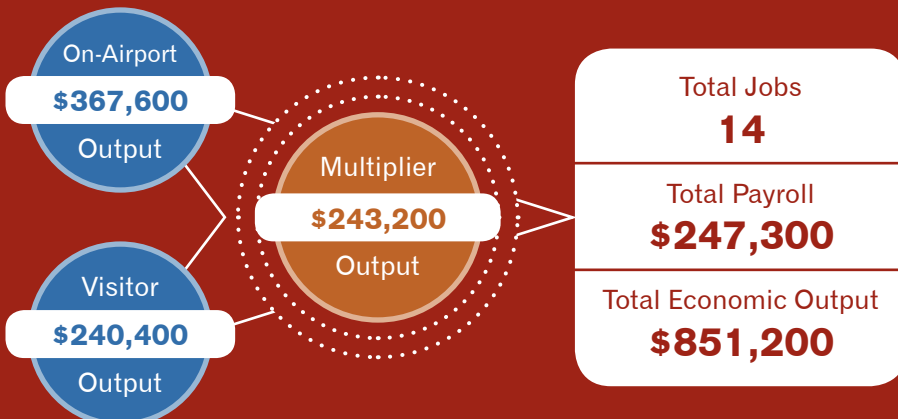 On-Airport
$367,600
Output
Visitor
$240,400
Output
Multiplier
$243,200
Output
Total Jobs
14
Total Payroll
$247,300
Total Economic Output
$851,200